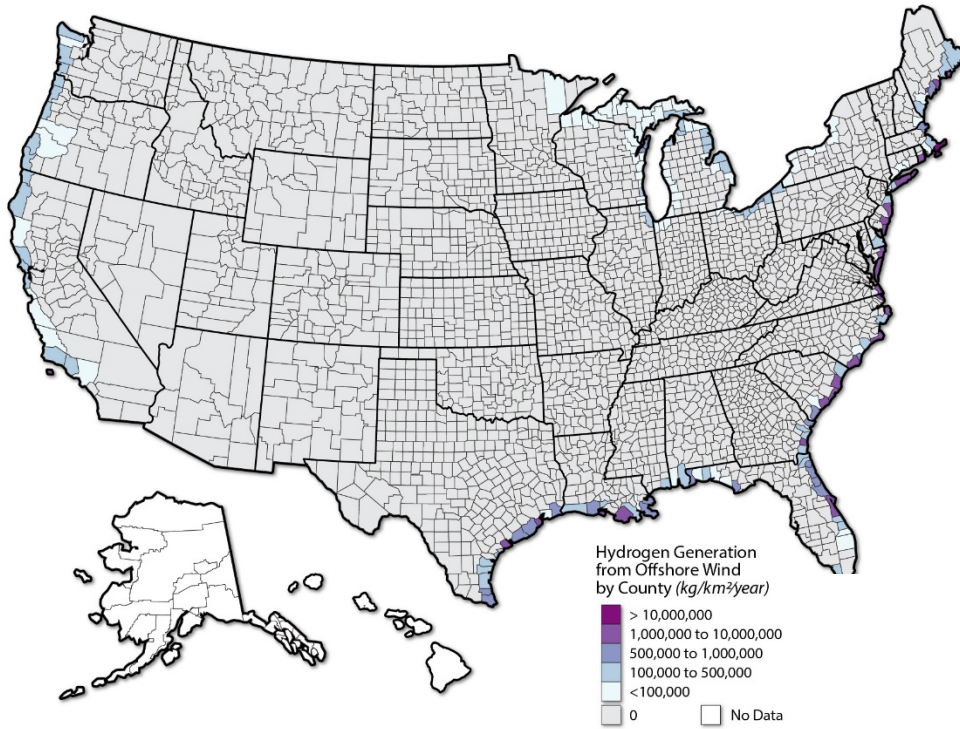 Hydrogen Generation
from Offshore Wind
by County (kg/km²/year)
> 10,000,000
1,000,000 to 10,000,000
500,000 to 1,000,000
100,000 to 500,000
<100,000
0 No Data